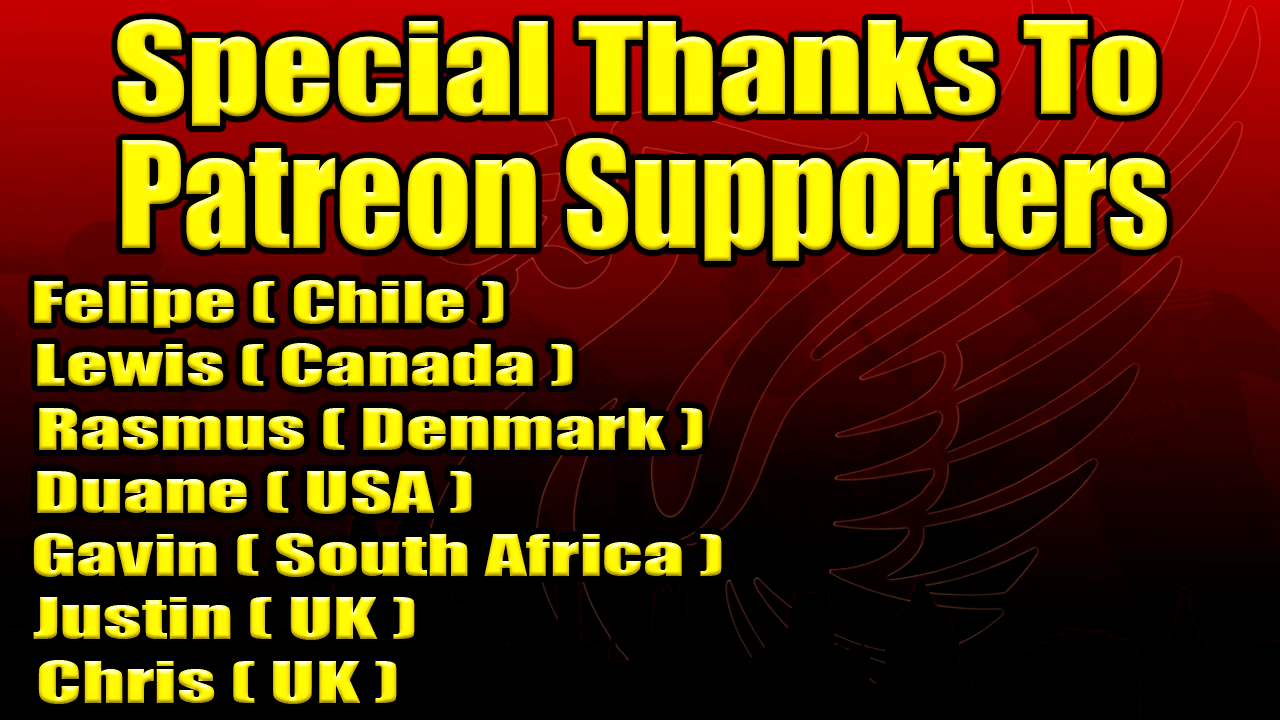 Special Thanks To
Patreon Supporters
Felipe ( Chile )
Lewis ( Canada )
Rasmus ( Denmark )
Duane ( USA )
Gavin ( South Africa )
Justin ( UK )
Chris ( UK )